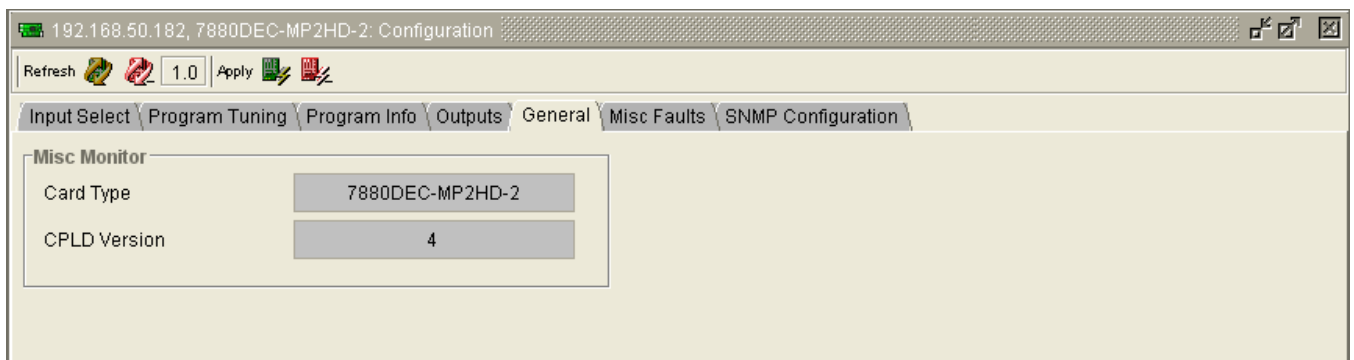 192.168.50.182, 7880DEC-MP2HD-2: Configuration
Refresh 1.0 Apply
Input Select Program Tuning Program Info Outputs General Misc Faults SNMP Configuration
Misc Monitor
Card Type 7880DEC-MP2HD-2
CPLD Version 4